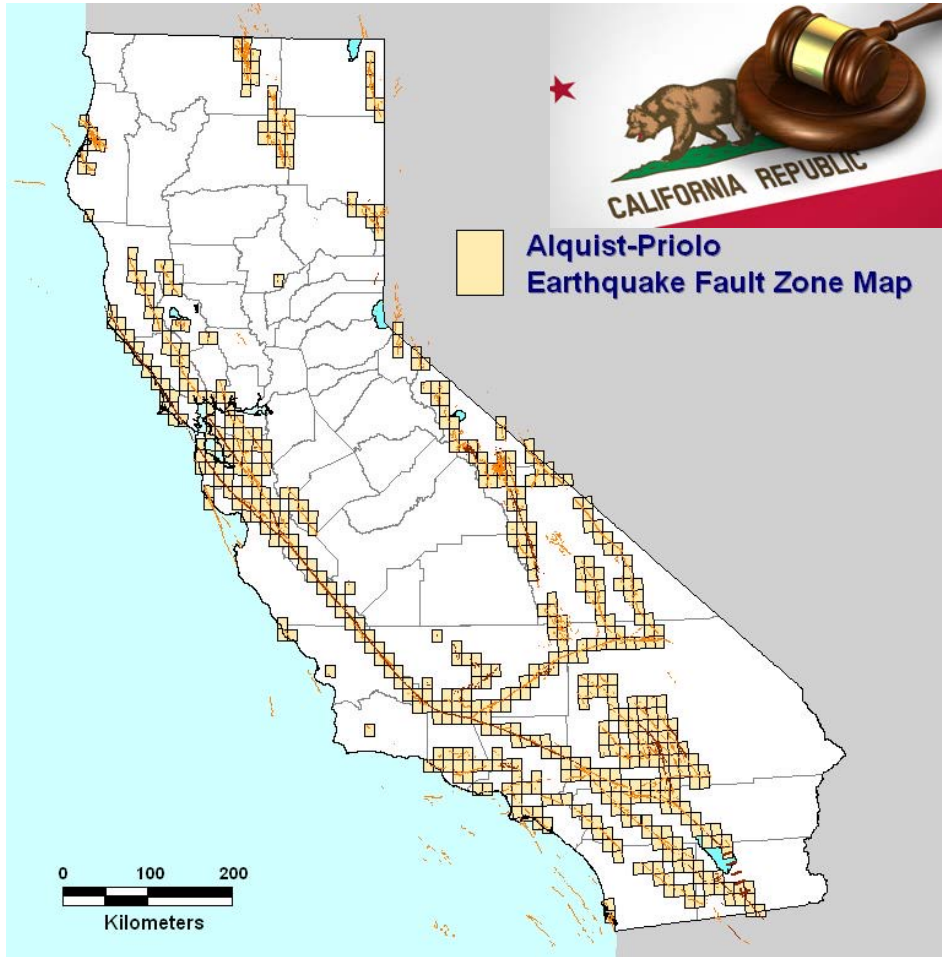 CALIFORNIA REPUBLIC
Alquist-Priolo
Earthquake Fault Zone Map
0 100 200
Kilometers